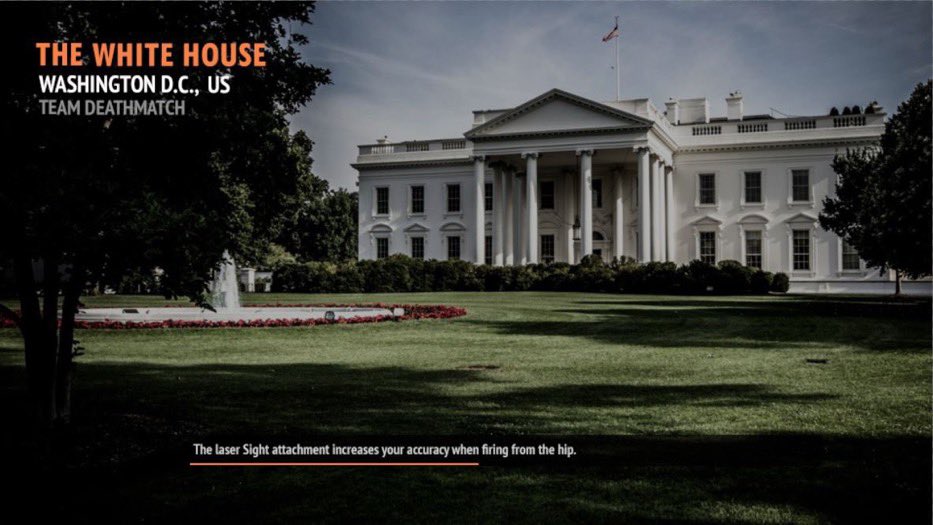 THE WHITE HOUSE
WASHINGTON D.C., US
TEAM DEATHMATCH
The laser Sight attachment increases your accuracy when firing from the hip.